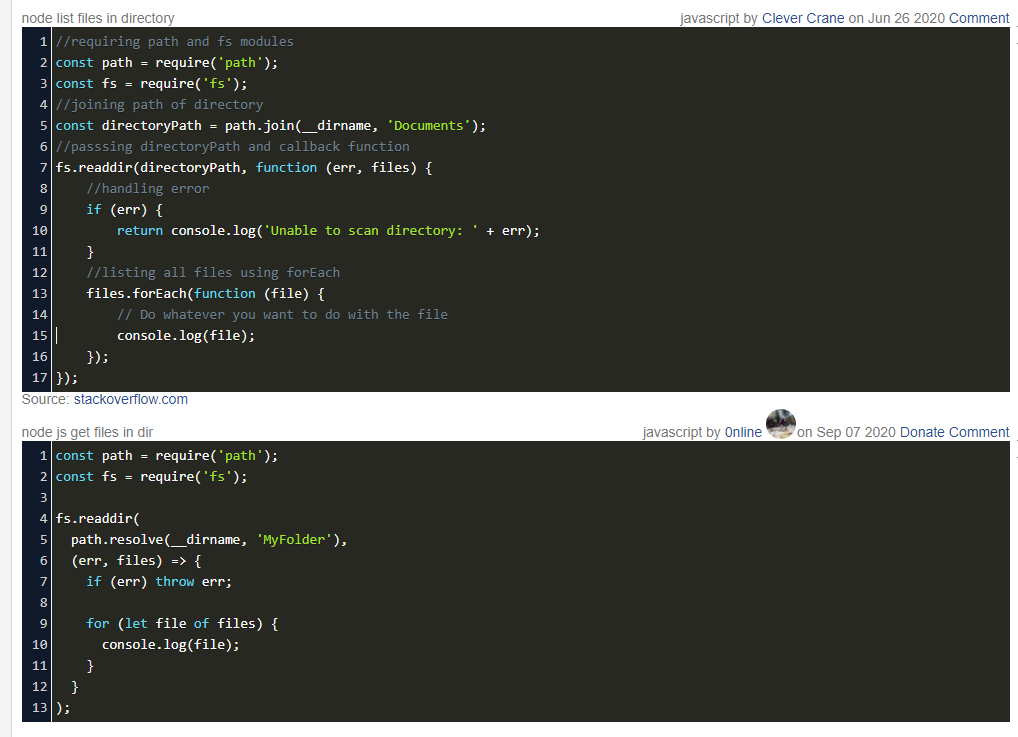 node list files in directory javascript by Clever Crane on Jun 26 2020 Comment
1 //requiring path and fs modules
2 const path = require('path');
3 const fs = require('fs');
4 //joining path of directory
5 const directoryPath = path.join(__dirname, 'Documents');
6 //passsing directoryPath and callback function
7 fs.readdir(directoryPath, function (err, files) {
8     //handling error
9     if (err) {
10         return console.log('Unable to scan directory: ' + err);
11     }
12     //listing all files using forEach
13     files.forEach(function (file) {
14         // Do whatever you want to do with the file
15         console.log(file);
16     });
17 });
Source: stackoverflow.com
node js get files in dir javascript by 0nline on Sep 07 2020 Donate Comment
1 const path = require('path');
2 const fs = require('fs');
3
4 fs.readdir(
5   path.resolve(__dirname, 'MyFolder'),
6   (err, files) => {
7     if (err) throw err;
8
9     for (let file of files) {
10       console.log(file);
11     }
12   }
13 );